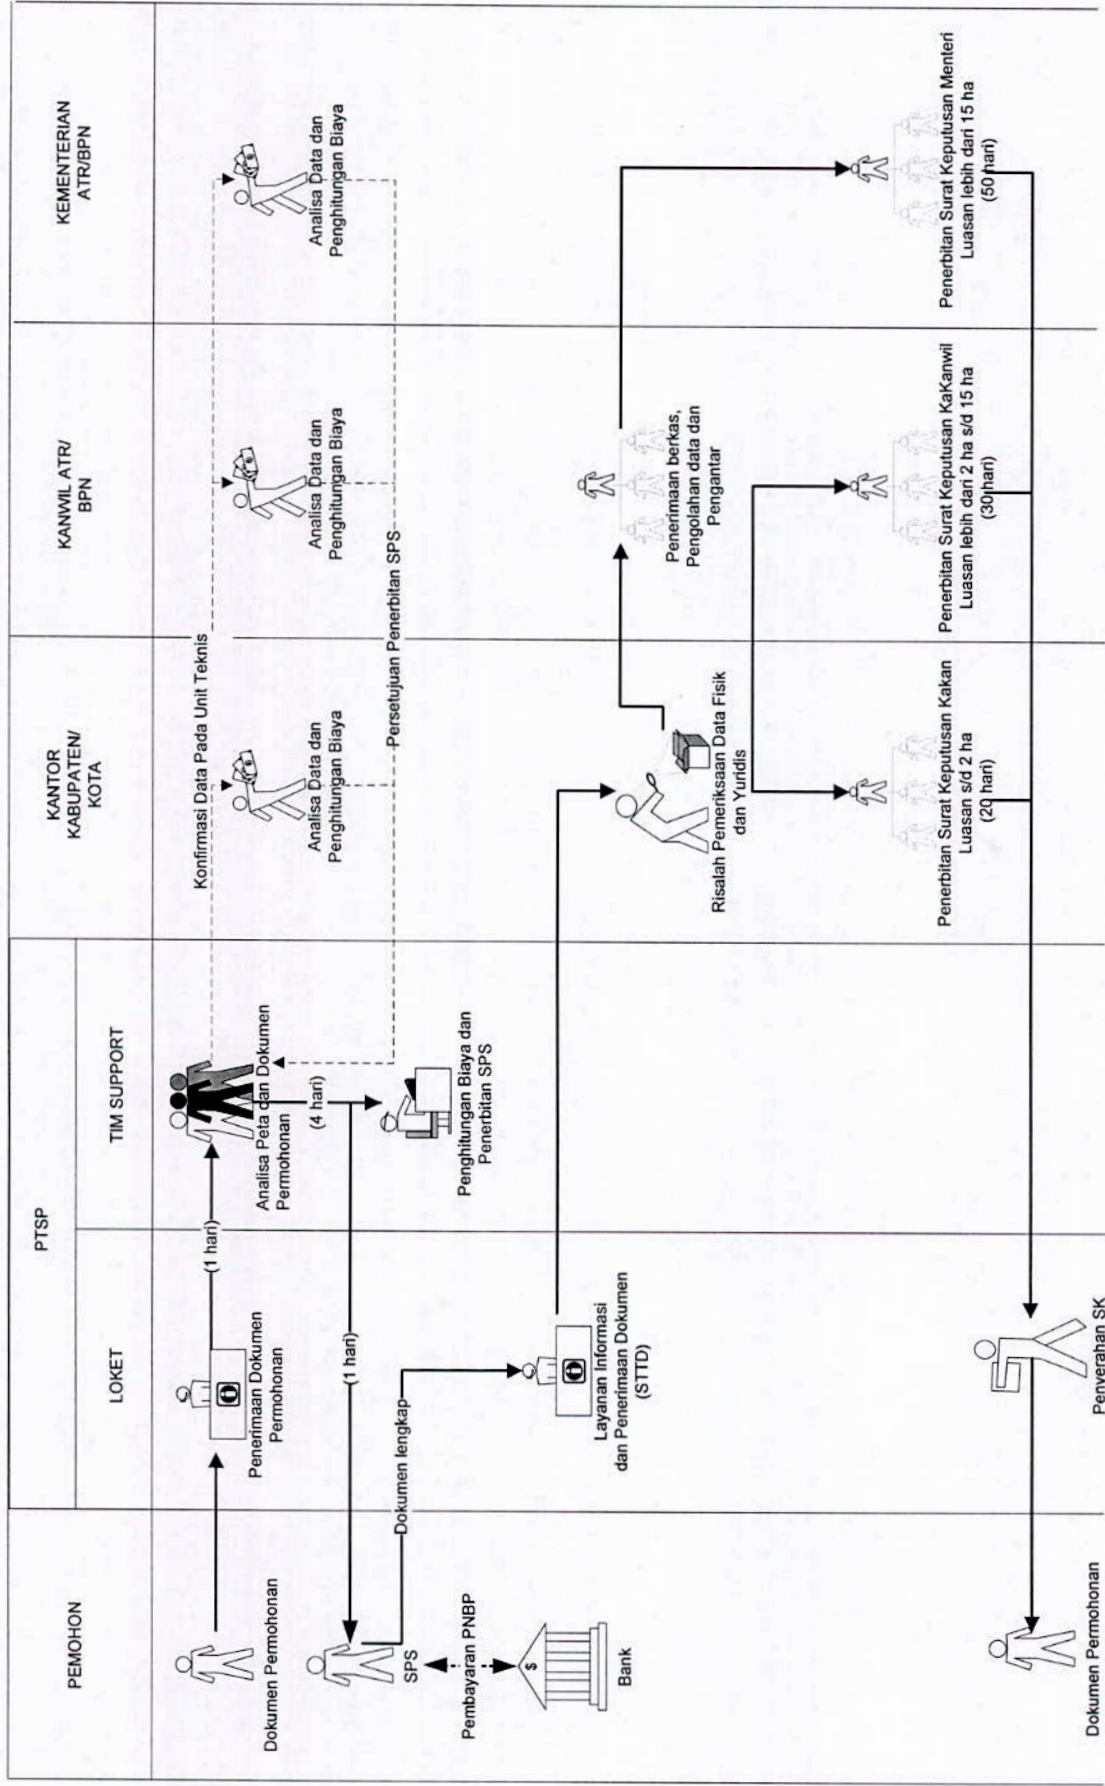 PEMOHON
PTSP
LOKET
TIM SUPPORT
KANTOR
KABUPATEN/
KOTA
KANWIL ATR/
BPN
KEMENTERIAN
ATR/BPN
Dokumen Permohonan
Penerimaan Dokumen
Permohonan
(1 hari)
Analisa Peta dan Dokumen
Permohonan
Konfirmasi Data Pada Unit Teknis
Analisa Data dan
Penghitungan Biaya
Analisa Data dan
Penghitungan Biaya
Analisa Data dan
Penghitungan Biaya
(4 hari)
(1 hari)
Persetujuan Penerbitan SPS
SPS
Dokumen lengkap
Penghitungan Biaya dan
Penerbitan SPS
Pembayaran PNBP
$
Bank
Layanan Informasi
dan Penerimaan Dokumen
(STTD)
Risalah Pemeriksaan Data Fisik
dan Yuridis
Penerimaan berkas,
Pengolahan data dan
Pengantar
Penerbitan Surat Keputusan Kakan
Luasan s/d 2 ha
(20 hari)
Penerbitan Surat Keputusan KaKanwil
Luasan lebih dari 2 ha s/d 15 ha
(30 hari)
Penerbitan Surat Keputusan Menteri
Luasan lebih dari 15 ha
(50 hari)
Penyerahan SK
Dokumen Permohonan